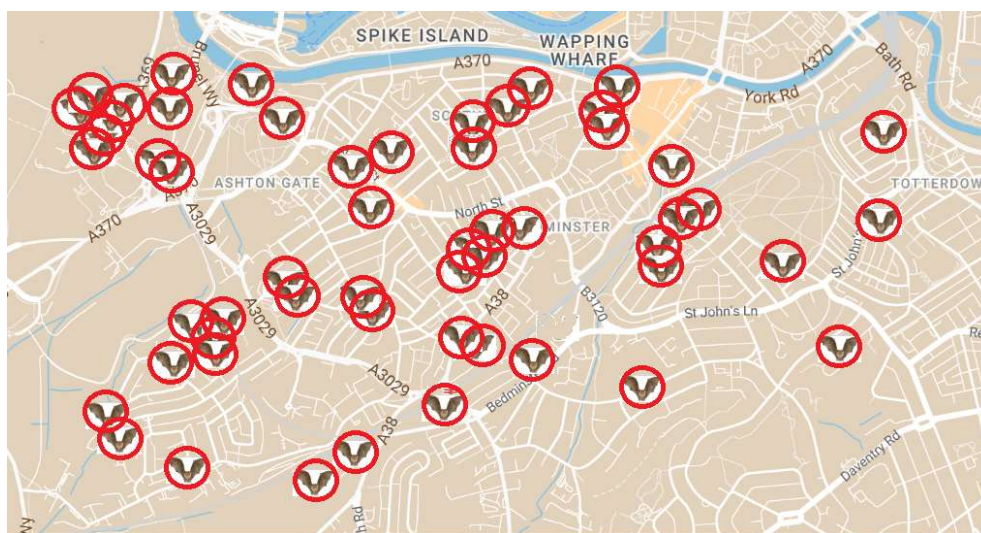 SPIKE ISLAND
WAPPING
WHARF
A370
A370
Bath Rd
A369
Brunel Wy
York Rd
ASHTON GATE
North St
TOTTERDOW
A370
A3029
MINSTER
St John's
A38
B3120
St John's Ln
A3029
A3029
Bedmin
A38
Daventry Rd